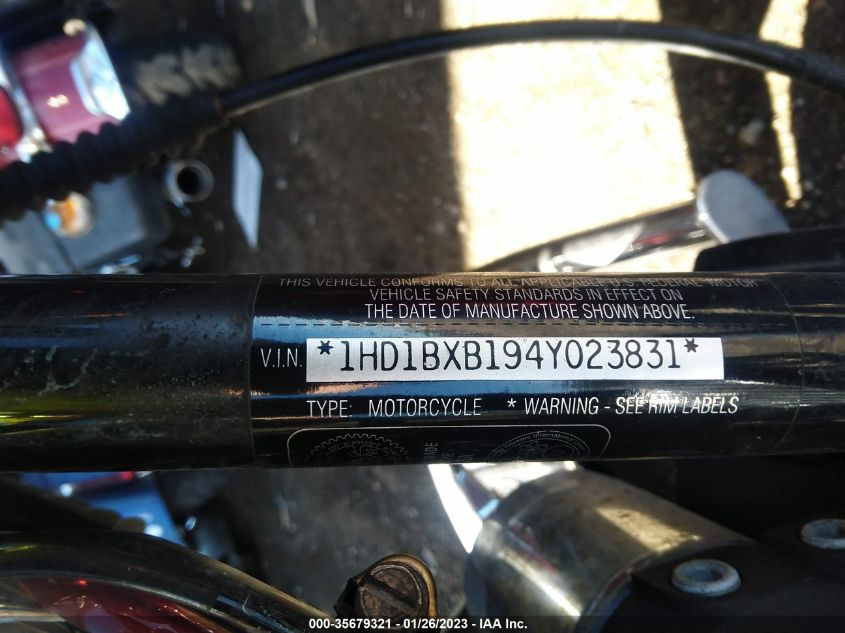 THIS VEHICLE CONFORMS TO ALL APPLICABLE U.S. FEDERAL MOTOR
VEHICLE SAFETY STANDARDS IN EFFECT ON
THE DATE OF MANUFACTURE SHOWN ABOVE.
V.I.N. *1HD1BXB194Y023831*
TYPE: MOTORCYCLE * WARNING - SEE RIM LABELS
000-35679321 - 01/26/2023 - IAA Inc.